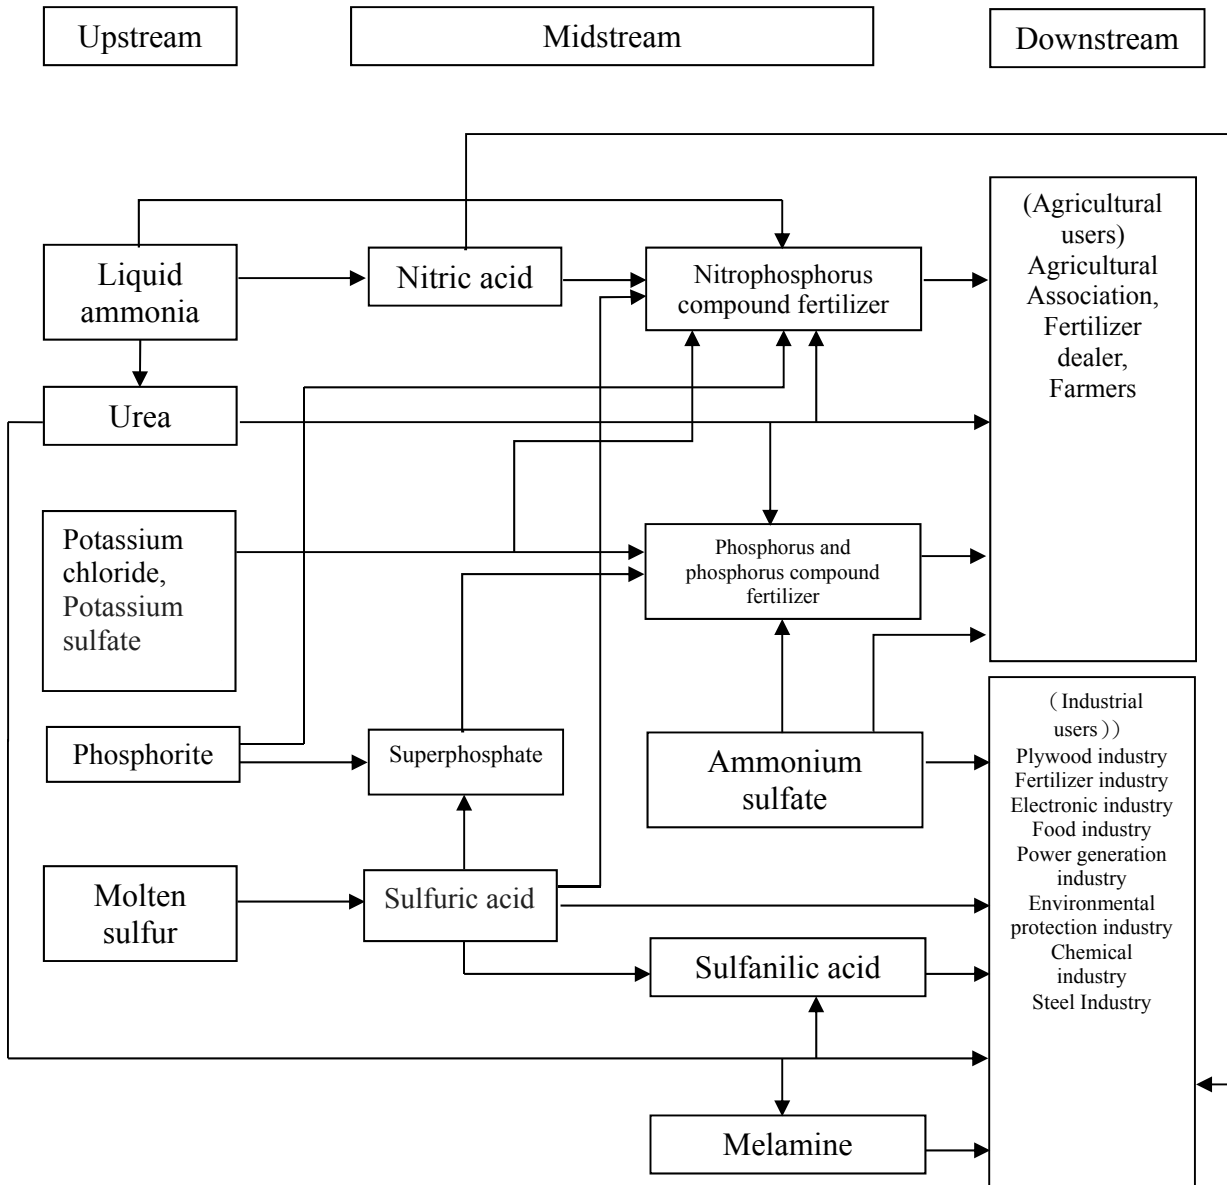 Upstream
Midstream
Downstream
Liquid
ammonia
Nitric acid
Nitrophosphorus
compound fertilizer
(Agricultural
users)
Agricultural
Association,
Fertilizer
dealer,
Farmers
Urea
Potassium
chloride,
Potassium
sulfate
Phosphorus and
phosphorus compound
fertilizer
Phosphorite
Superphosphate
Ammonium
sulfate
（Industrial
users））
Plywood industry
Fertilizer industry
Electronic industry
Food industry
Power generation
industry
Environmental
protection industry
Chemical
industry
Steel Industry
Molten
sulfur
Sulfuric acid
Sulfanilic acid
Melamine